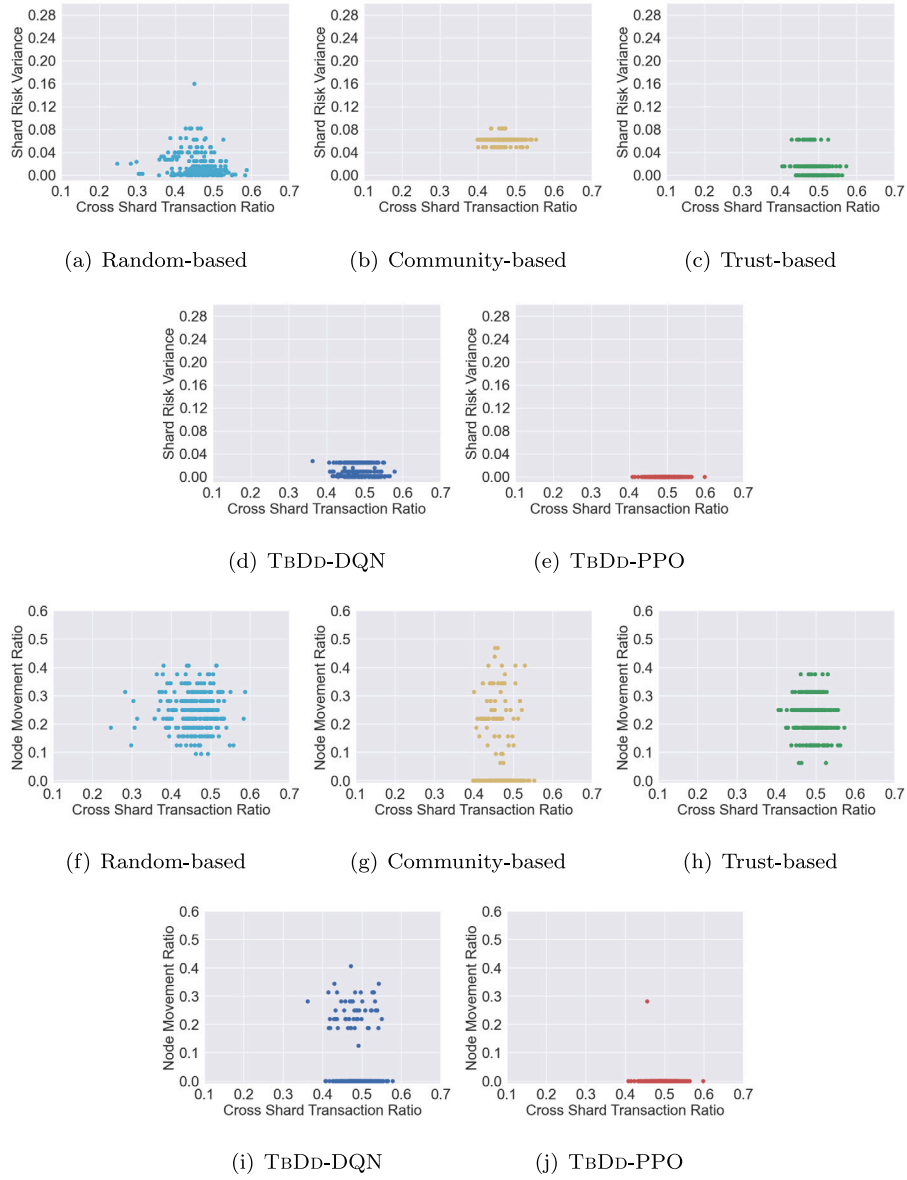 0.28
0.24
0.20
0.16
0.12
0.08
0.04
0.00
Shard Risk Variance
0.1 0.2 0.3 0.4 0.5 0.6 0.7
Cross Shard Transaction Ratio
(a) Random-based
0.28
0.24
0.20
0.16
0.12
0.08
0.04
0.00
Shard Risk Variance
0.1 0.2 0.3 0.4 0.5 0.6 0.7
Cross Shard Transaction Ratio
(b) Community-based
0.28
0.24
0.20
0.16
0.12
0.08
0.04
0.00
Shard Risk Variance
0.1 0.2 0.3 0.4 0.5 0.6 0.7
Cross Shard Transaction Ratio
(c) Trust-based
0.28
0.24
0.20
0.16
0.12
0.08
0.04
0.00
Shard Risk Variance
0.1 0.2 0.3 0.4 0.5 0.6 0.7
Cross Shard Transaction Ratio
(d) TBDD-DQN
0.28
0.24
0.20
0.16
0.12
0.08
0.04
0.00
Shard Risk Variance
0.1 0.2 0.3 0.4 0.5 0.6 0.7
Cross Shard Transaction Ratio
(e) TBDD-PPO
0.6
0.5
0.4
0.3
0.2
0.1
0.0
Node Movement Ratio
0.1 0.2 0.3 0.4 0.5 0.6 0.7
Cross Shard Transaction Ratio
(f) Random-based
0.6
0.5
0.4
0.3
0.2
0.1
0.0
Node Movement Ratio
0.1 0.2 0.3 0.4 0.5 0.6 0.7
Cross Shard Transaction Ratio
(g) Community-based
0.6
0.5
0.4
0.3
0.2
0.1
0.0
Node Movement Ratio
0.1 0.2 0.3 0.4 0.5 0.6 0.7
Cross Shard Transaction Ratio
(h) Trust-based
0.6
0.5
0.4
0.3
0.2
0.1
0.0
Node Movement Ratio
0.1 0.2 0.3 0.4 0.5 0.6 0.7
Cross Shard Transaction Ratio
(i) TBDD-DQN
0.6
0.5
0.4
0.3
0.2
0.1
0.0
Node Movement Ratio
0.1 0.2 0.3 0.4 0.5 0.6 0.7
Cross Shard Transaction Ratio
(j) TBDD-PPO